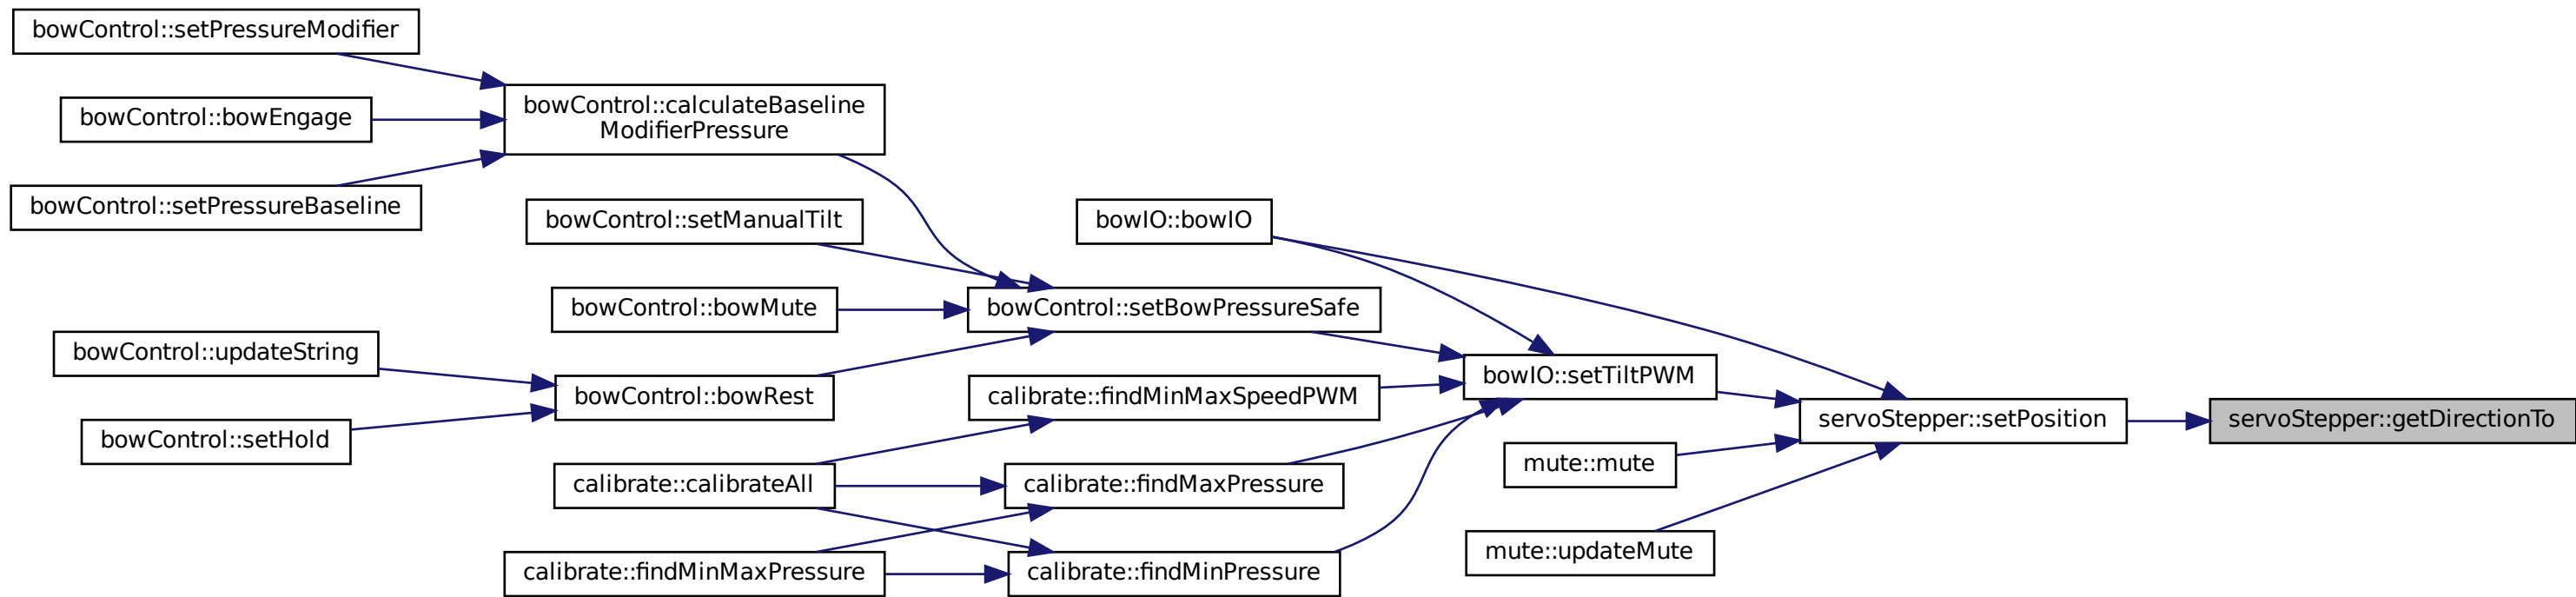 bowControl::setPressureModifier
bowControl::bowEngage
bowControl::setPressureBaseline
bowControl::calculateBaseline
ModifierPressure
bowControl::setManualTilt
bowControl::bowMute
bowControl::updateString
bowControl::setHold
bowControl::bowRest
calibrate::calibrateAll
calibrate::findMinMaxPressure
bowIO::bowIO
bowControl::setBowPressureSafe
calibrate::findMinMaxSpeedPWM
calibrate::findMaxPressure
calibrate::findMinPressure
bowIO::setTiltPWM
mute::mute
mute::updateMute
servoStepper::setPosition
servoStepper::getDirectionTo